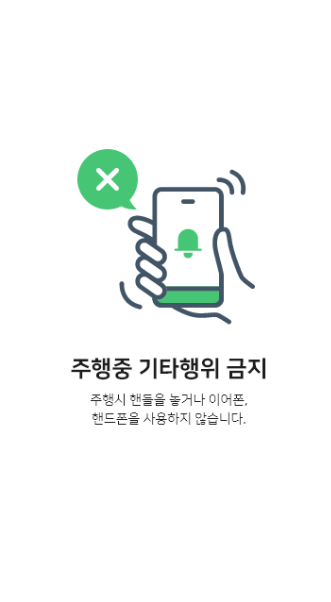 주행중 기타행위 금지
주행시 핸들을 놓거나 이어폰,
핸드폰을 사용하지 않습니다.